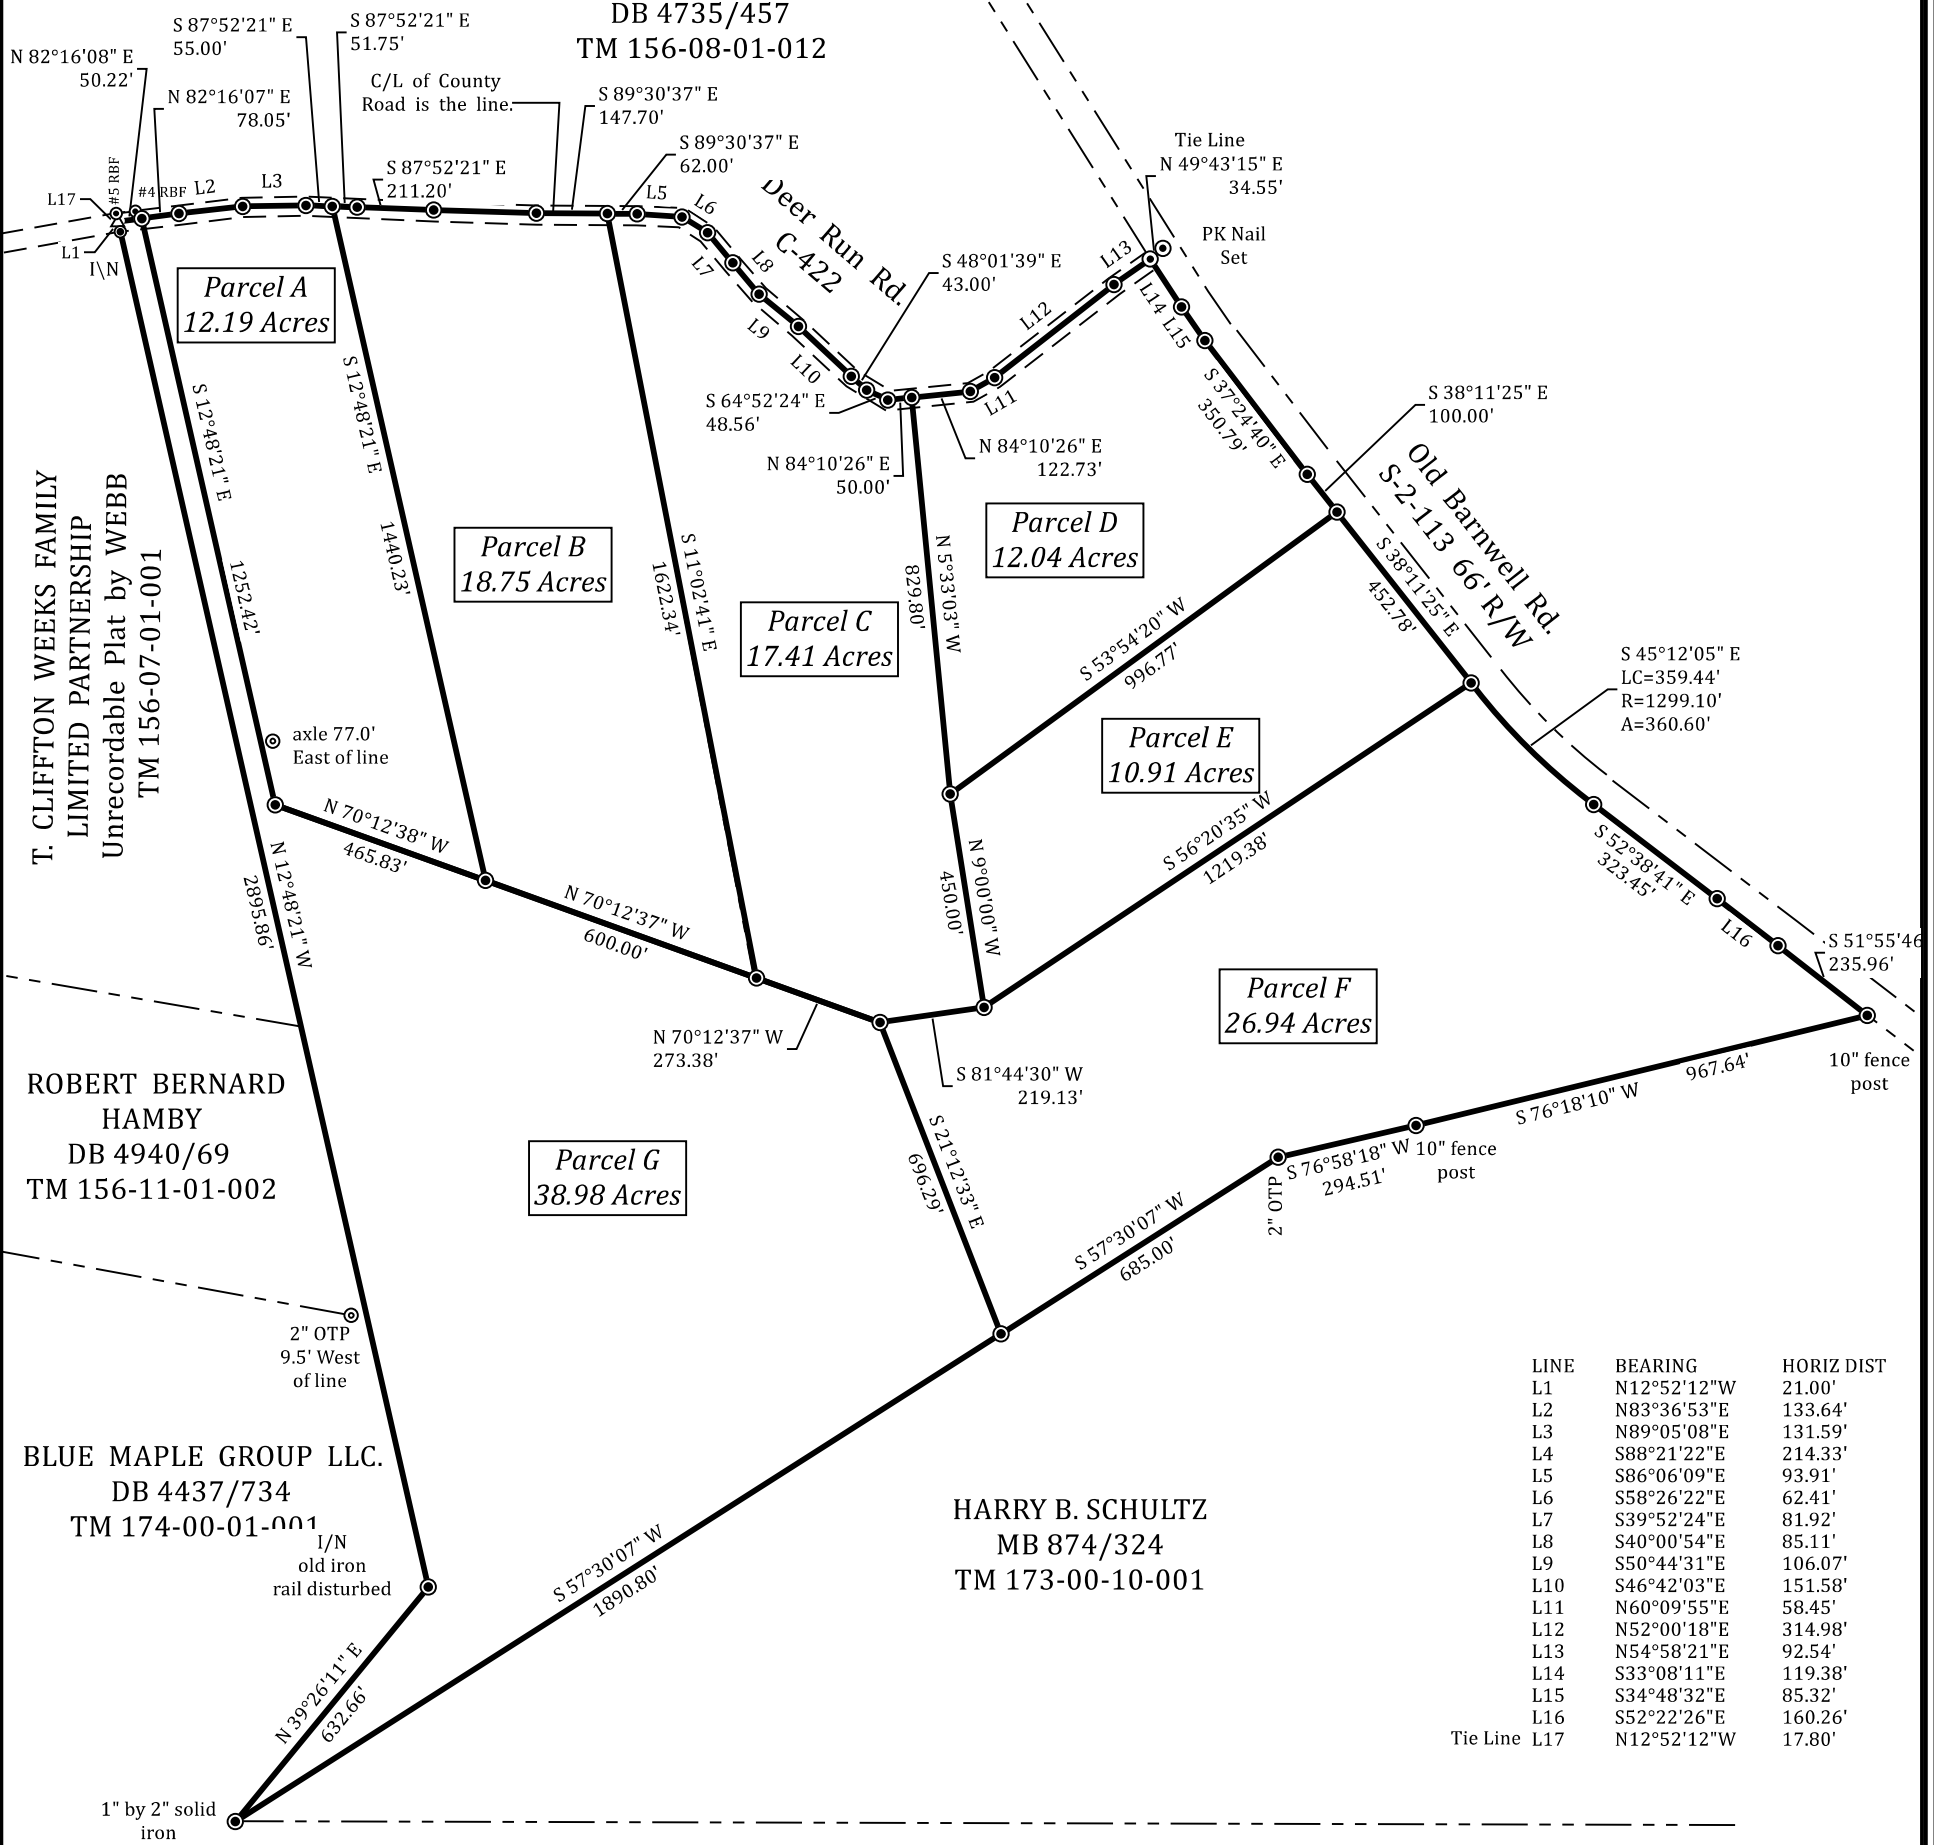 DB 4735/457
TM 156-08-01-012
S 87°52'21" E
55.00'
S 87°52'21" E
51.75'
N 82°16'08" E
50.22'
N 82°16'07" E
78.05'
C/L of County
Road is the line.
S 89°30'37" E
147.70'
S 89°30'37" E
62.00'
S 87°52'21" E
211.20'
Tie Line
N 49°43'15" E
34.55'
PK Nail
Set
#5 RBF
#4 RBF
L17
L1
I\N
L2
L3
L5
L6
L7
L8
L9
L10
L11
L12
L13
L14
L15
Deer Run Rd.
C-422
S 48°01'39" E
43.00'
S 64°52'24" E
48.56'
N 84°10'26" E
50.00'
N 84°10'26" E
122.73'
S 37°24'40" E
350.79'
S 38°11'25" E
100.00'
Old Barnwell Rd.
S-2-113 66' R/W
S 38°11'25" E
452.78'
S 45°12'05" E
LC=359.44'
R=1299.10'
A=360.60'
S 52°38'41" E
323.45'
L16
S 51°55'46
235.96'
10" fence
post
Parcel A
12.19 Acres
Parcel B
18.75 Acres
Parcel C
17.41 Acres
Parcel D
12.04 Acres
Parcel E
10.91 Acres
Parcel F
26.94 Acres
Parcel G
38.98 Acres
S 12°48'21" E
1252.42'
S 12°48'21" E
1440.23'
S 11°02'41" E
1622.34'
N 5°33'03" W
829.80'
S 53°54'20" W
996.77'
S 56°20'35" W
1219.38'
N 9°00'00" W
450.00'
axle 77.0'
East of line
N 70°12'38" W
465.83'
N 70°12'37" W
600.00'
N 70°12'37" W
273.38'
S 81°44'30" W
219.13'
S 21°12'33" E
696.29'
N 12°48'21" W
2895.86'
S 76°18'10" W
967.64'
S 76°58'18" W
294.51'
10" fence
post
2" OTP
S 57°30'07" W
685.00'
S 57°30'07" W
1890.80'
N 39°26'11" E
632.66'
T. CLIFFTON WEEKS FAMILY
LIMITED PARTNERSHIP
Unrecordable Plat by WEBB
TM 156-07-01-001
ROBERT BERNARD
HAMBY
DB 4940/69
TM 156-11-01-002
2" OTP
9.5' West
of line
BLUE MAPLE GROUP LLC.
DB 4437/734
TM 174-00-01-001
I/N
old iron
rail disturbed
1" by 2" solid
iron
HARRY B. SCHULTZ
MB 874/324
TM 173-00-10-001
LINE BEARING HORIZ DIST
L1 N12°52'12"W 21.00'
L2 N83°36'53"E 133.64'
L3 N89°05'08"E 131.59'
L4 S88°21'22"E 214.33'
L5 S86°06'09"E 93.91'
L6 S58°26'22"E 62.41'
L7 S39°52'24"E 81.92'
L8 S40°00'54"E 85.11'
L9 S50°44'31"E 106.07'
L10 S46°42'03"E 151.58'
L11 N60°09'55"E 58.45'
L12 N52°00'18"E 314.98'
L13 N54°58'21"E 92.54'
L14 S33°08'11"E 119.38'
L15 S34°48'32"E 85.32'
L16 S52°22'26"E 160.26'
Tie Line L17 N12°52'12"W 17.80'